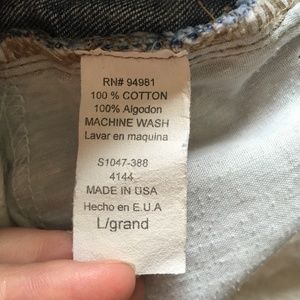 RN# 94981
100 % COTTON
100% Algodon
MACHINE WASH
Lavar en maquina
S1047-388
4144
MADE IN USA
Hecho en E.U.A
L/grand